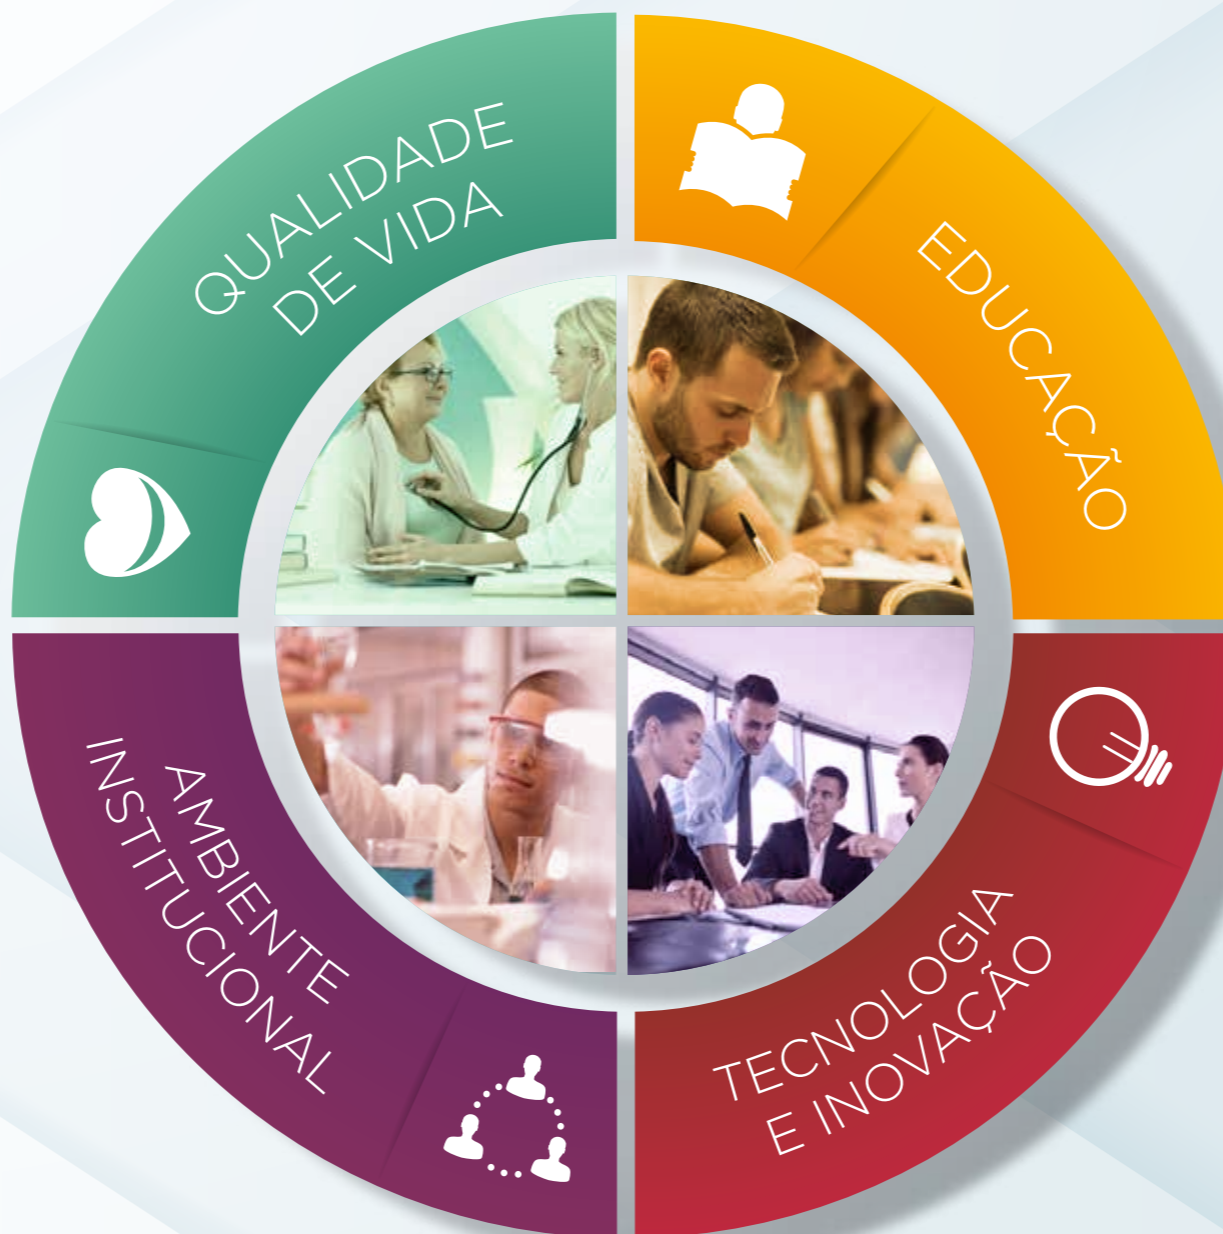 QUALIDADE
DE VIDA
EDUCAÇÃO
AMBIENTE
INSTITUCIONAL
TECNOLOGIA
E INOVAÇÃO